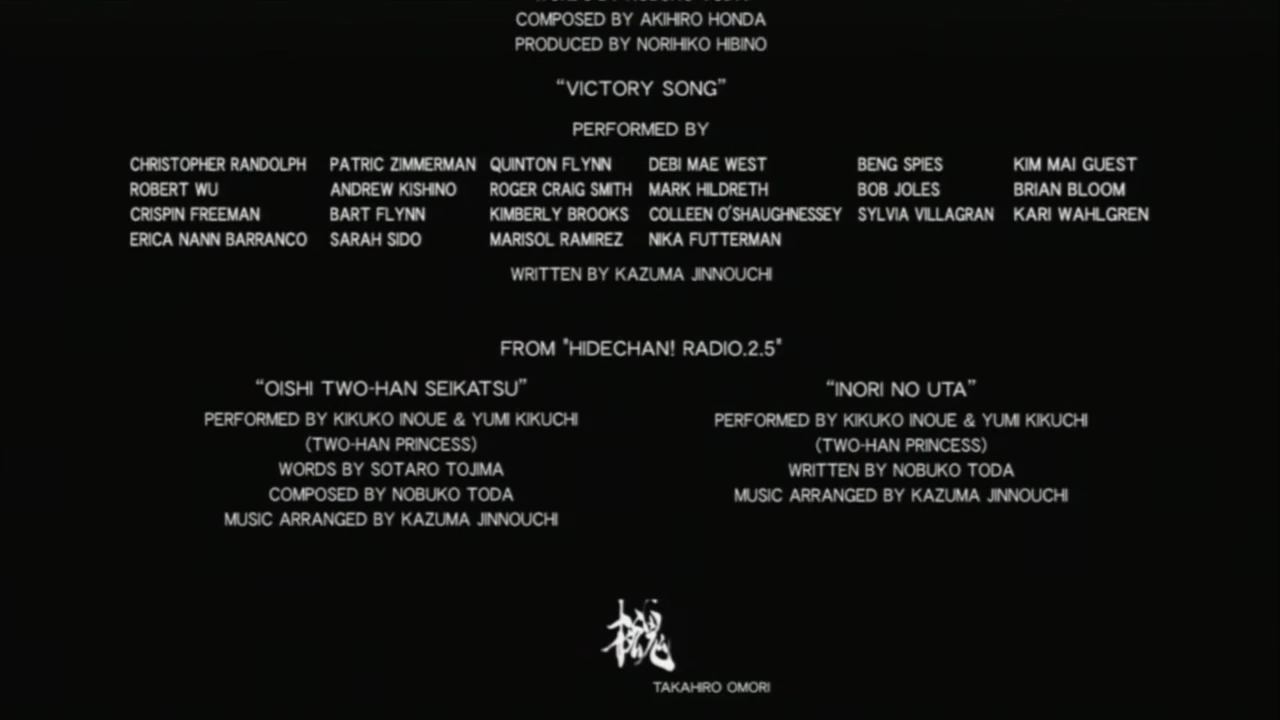 COMPOSED BY AKIHIRO HONDA
PRODUCED BY NORIHIKO HIBINO
“VICTORY SONG”
PERFORMED BY
CHRISTOPHER RANDOLPH PATRIC ZIMMERMAN QUINTON FLYNN DEBI MAE WEST BENG SPIES KIM MAI GUEST
ROBERT WU ANDREW KISHINO ROGER CRAIG SMITH MARK HILDRETH BOB JOLES BRIAN BLOOM
CRISPIN FREEMAN BART FLYNN KIMBERLY BROOKS COLLEEN O'SHAUGHNESSEY SYLVIA VILLAGRAN KARI WAHLGREN
ERICA NANN BARRANCO SARAH SIDO MARISOL RAMIREZ NIKA FUTTERMAN
WRITTEN BY KAZUMA JINNOUCHI
FROM "HIDECHAN! RADIO.2.5"
“OISHI TWO-HAN SEIKATSU”
PERFORMED BY KIKUKO INOUE & YUMI KIKUCHI
(TWO-HAN PRINCESS)
WORDS BY SOTARO TOJIMA
COMPOSED BY NOBUKO TODA
MUSIC ARRANGED BY KAZUMA JINNOUCHI
“INORI NO UTA”
PERFORMED BY KIKUKO INOUE & YUMI KIKUCHI
(TWO-HAN PRINCESS)
WRITTEN BY NOBUKO TODA
MUSIC ARRANGED BY KAZUMA JINNOUCHI
TAKAHIRO OMORI